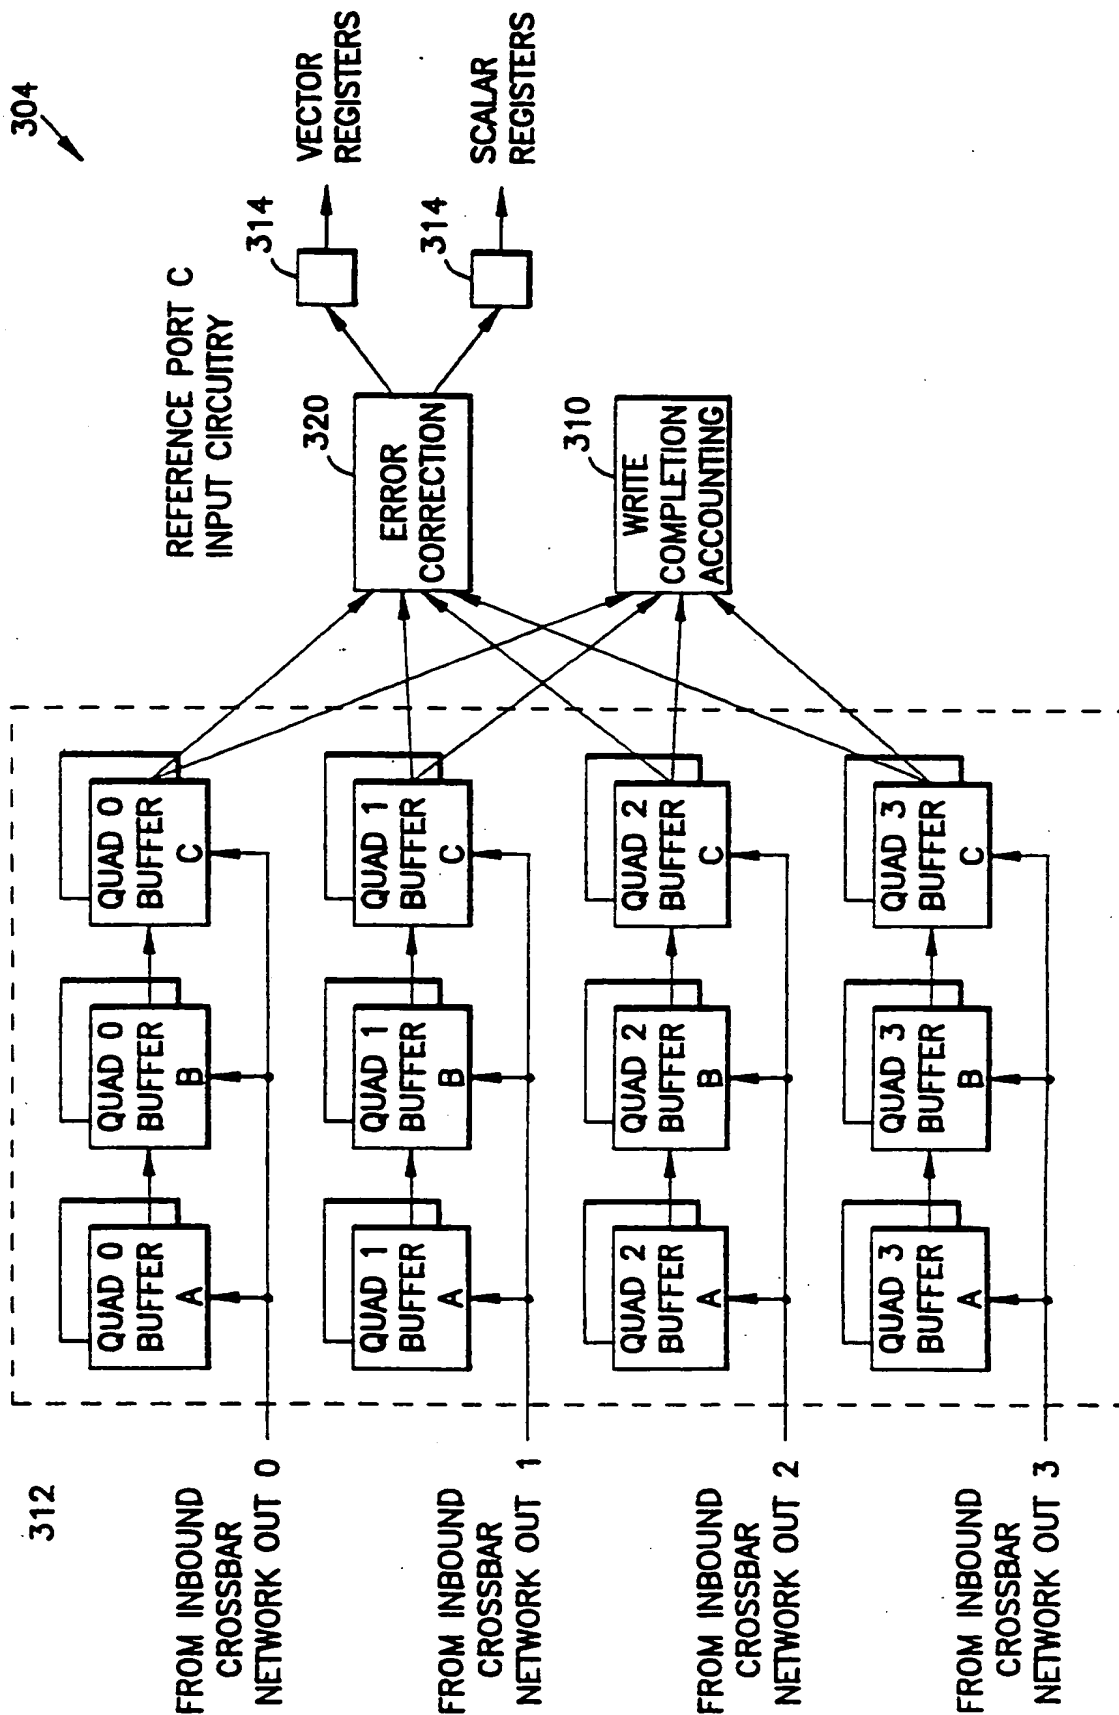 304
REFERENCE PORT C
INPUT CIRCUITRY
312
FROM INBOUND
CROSSBAR
NETWORK OUT 0
QUAD 0
BUFFER
A
QUAD 0
BUFFER
B
QUAD 0
BUFFER
C
FROM INBOUND
CROSSBAR
NETWORK OUT 1
QUAD 1
BUFFER
A
QUAD 1
BUFFER
B
QUAD 1
BUFFER
C
FROM INBOUND
CROSSBAR
NETWORK OUT 2
QUAD 2
BUFFER
A
QUAD 2
BUFFER
B
QUAD 2
BUFFER
C
FROM INBOUND
CROSSBAR
NETWORK OUT 3
QUAD 3
BUFFER
A
QUAD 3
BUFFER
B
QUAD 3
BUFFER
C
320
ERROR
CORRECTION
310
WRITE
COMPLETION
ACCOUNTING
314
VECTOR
REGISTERS
314
SCALAR
REGISTERS